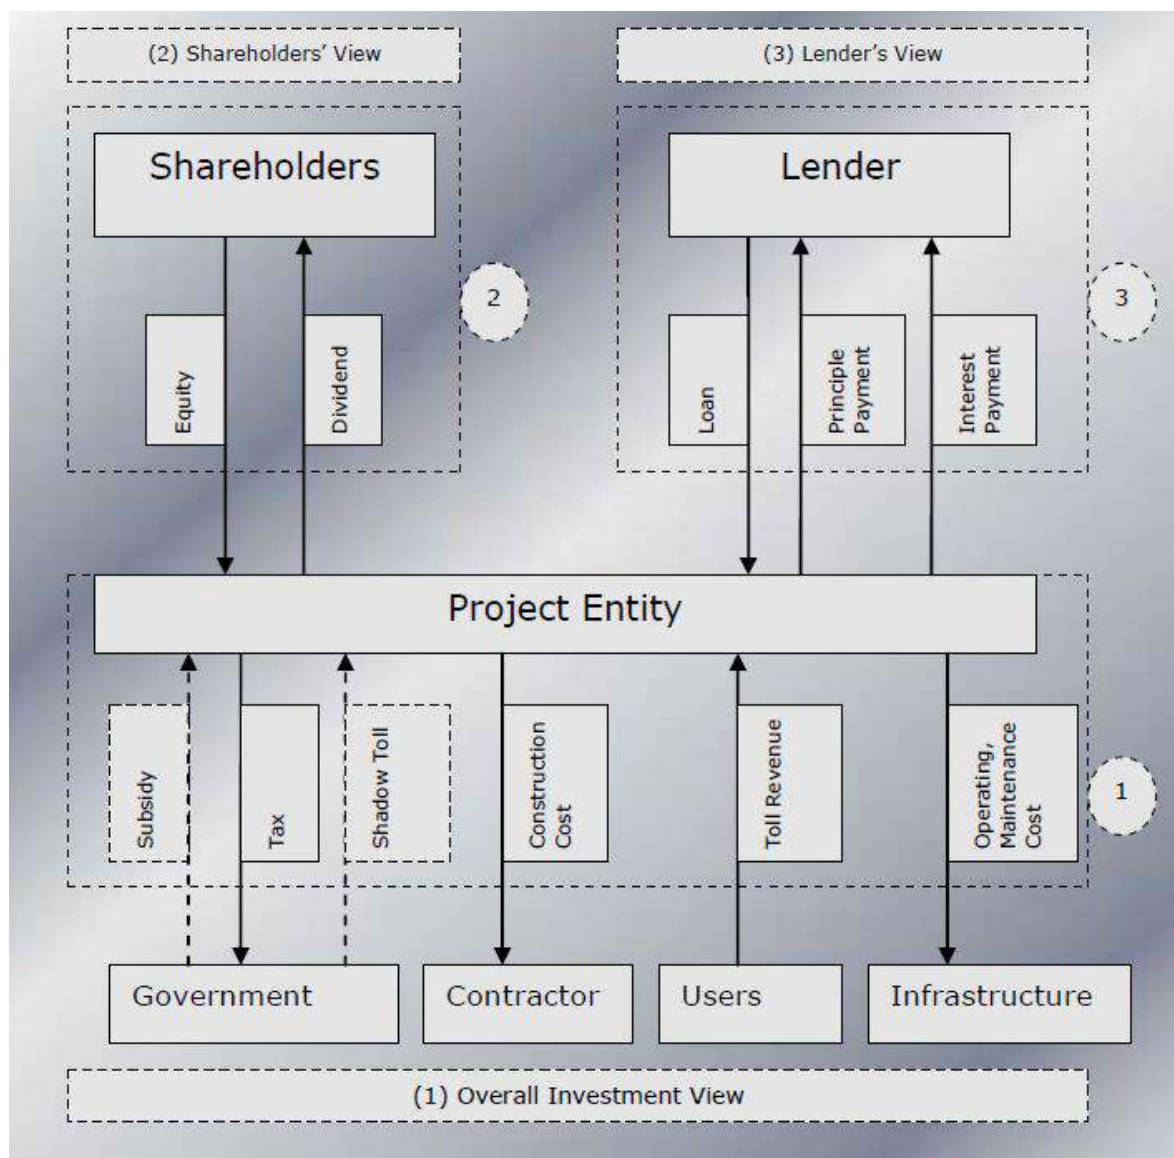 (2) Shareholders’ View
(3) Lender’s View
Shareholders
Lender
2
3
Equity
Dividend
Loan
Principle
Payment
Interest
Payment
Project Entity
Subsidy
Tax
Shadow Toll
Construction
Cost
Toll Revenue
Operating,
Maintenance
Cost
1
Government
Contractor
Users
Infrastructure
(1) Overall Investment View